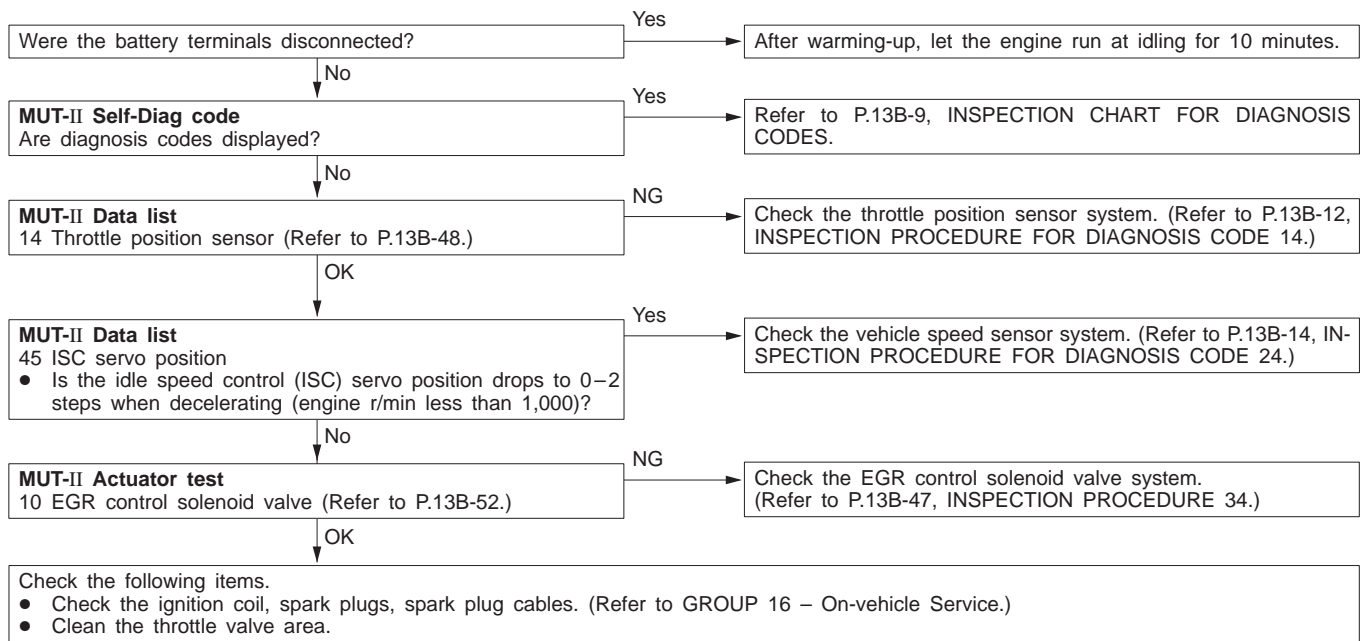 Were the battery terminals disconnected?
Yes
After warming-up, let the engine run at idling for 10 minutes.
No
MUT-II Self-Diag code
Are diagnosis codes displayed?
Yes
Refer to P.13B-9, INSPECTION CHART FOR DIAGNOSIS
CODES.
No
MUT-II Data list
14 Throttle position sensor (Refer to P.13B-48.)
NG
Check the throttle position sensor system. (Refer to P.13B-12,
INSPECTION PROCEDURE FOR DIAGNOSIS CODE 14.)
OK
MUT-II Data list
45 ISC servo position
● Is the idle speed control (ISC) servo position drops to 0–2
steps when decelerating (engine r/min less than 1,000)?
Yes
Check the vehicle speed sensor system. (Refer to P.13B-14, IN-
SPECTION PROCEDURE FOR DIAGNOSIS CODE 24.)
No
MUT-II Actuator test
10 EGR control solenoid valve (Refer to P.13B-52.)
NG
Check the EGR control solenoid valve system.
(Refer to P.13B-47, INSPECTION PROCEDURE 34.)
OK
Check the following items.
● Check the ignition coil, spark plugs, spark plug cables. (Refer to GROUP 16 – On-vehicle Service.)
● Clean the throttle valve area.